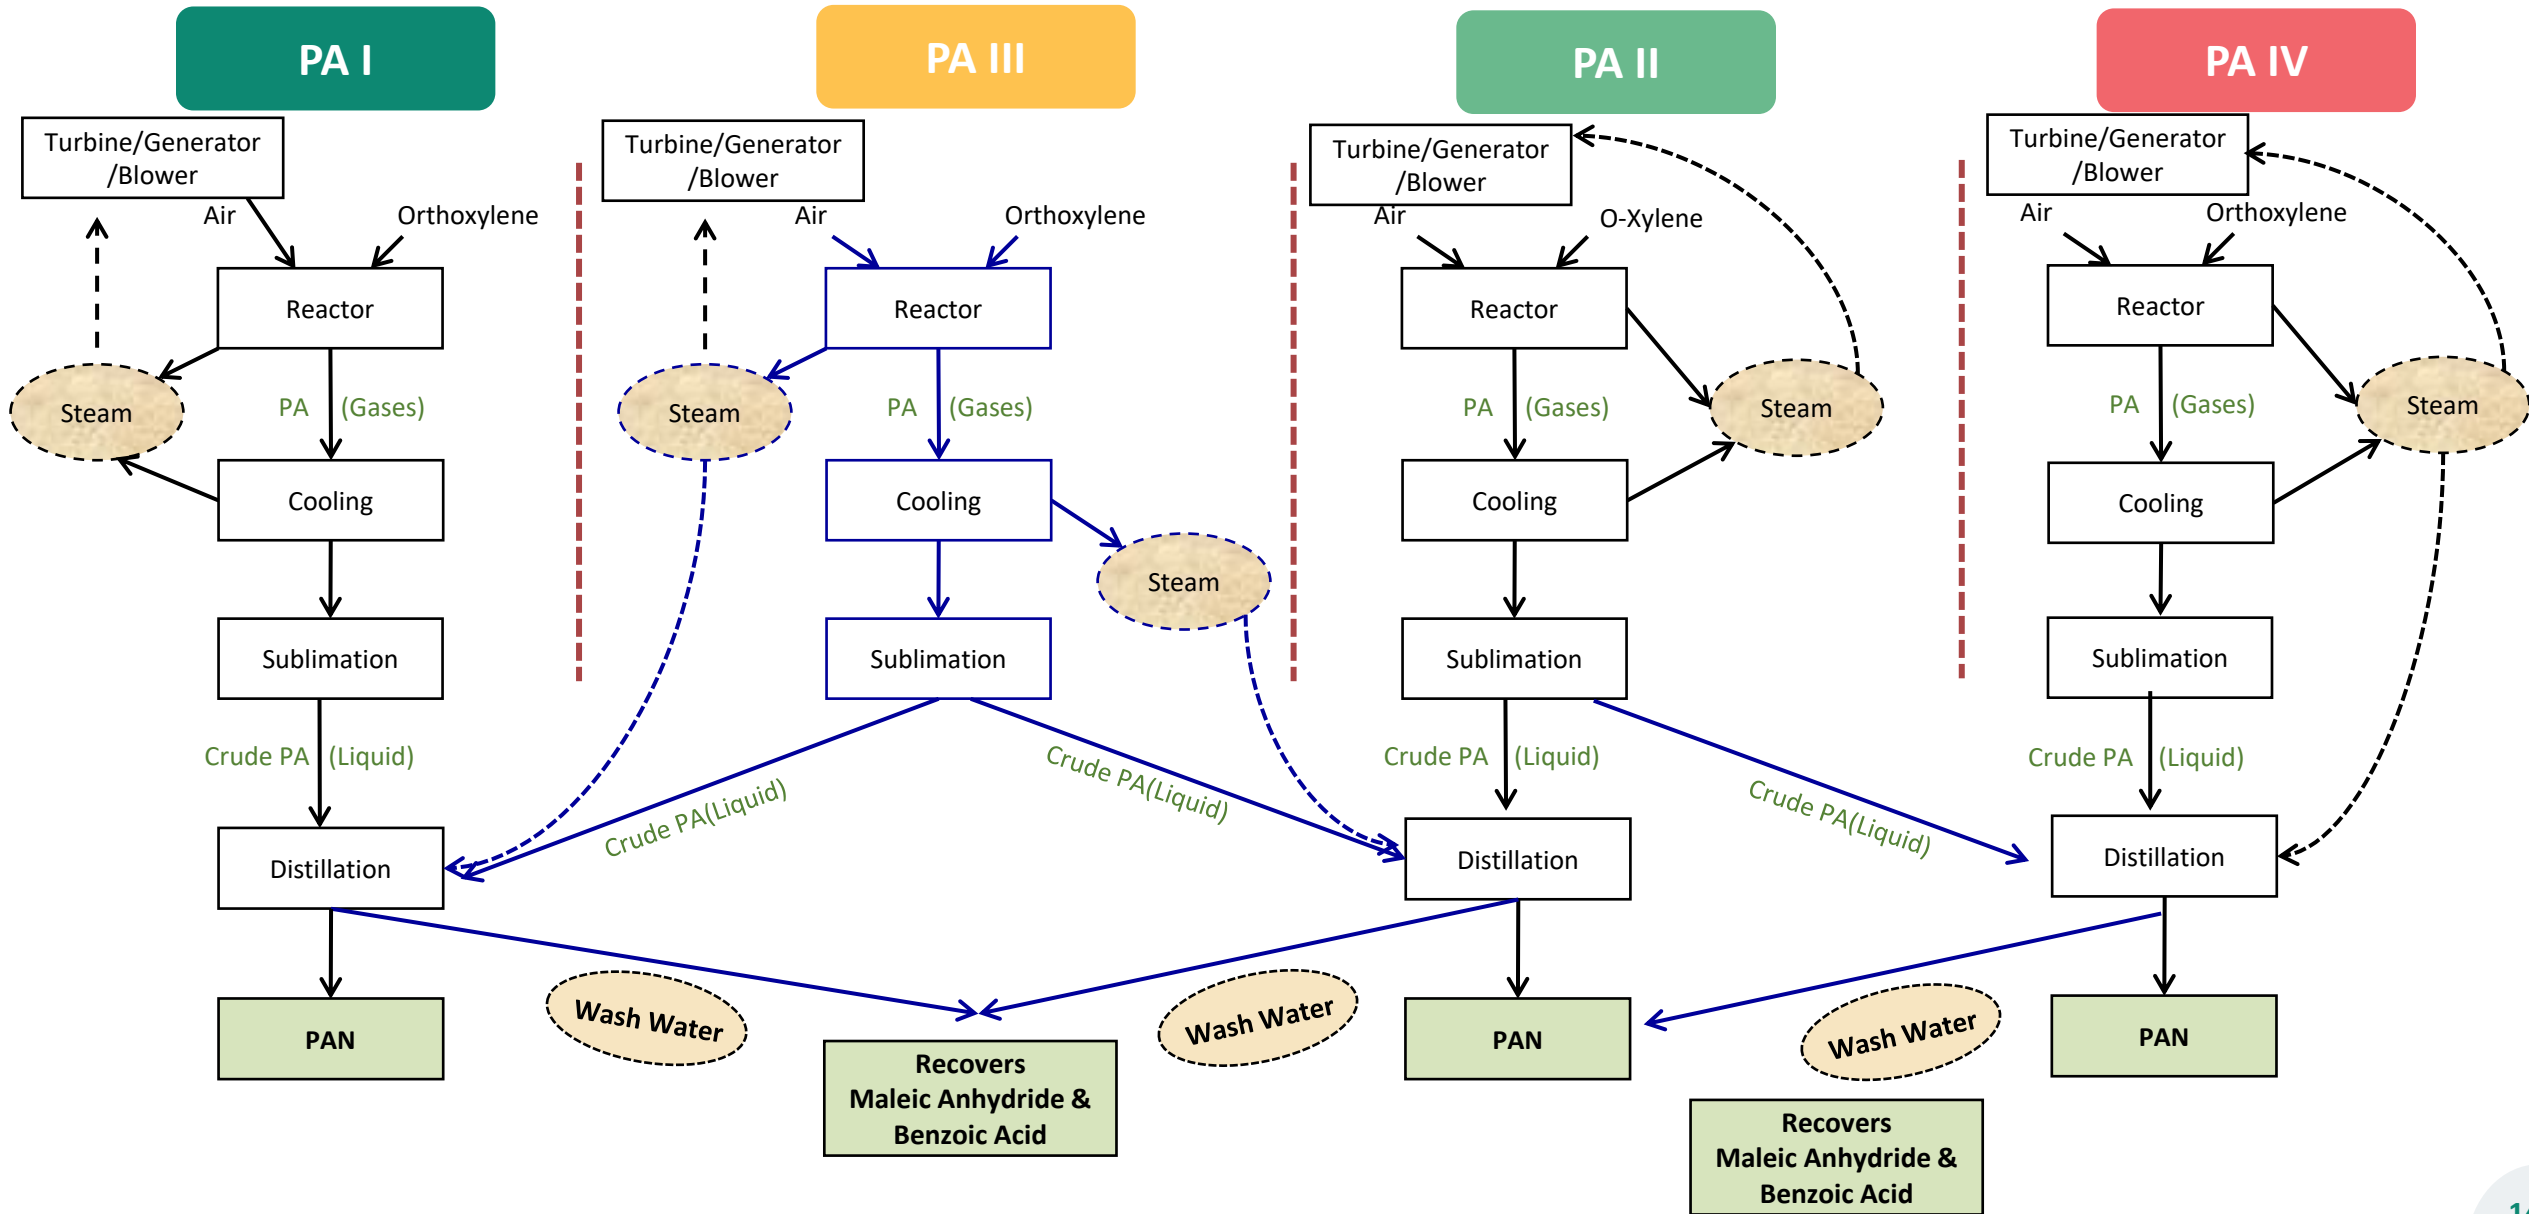 PA I
PA III
PA II
PA IV
Turbine/Generator
/Blower
Turbine/Generator
/Blower
Turbine/Generator
/Blower
Turbine/Generator
/Blower
Air
Orthoxylene
Air
Orthoxylene
Air
O-Xylene
Air
Orthoxylene
Reactor
Reactor
Reactor
Reactor
Steam
PA (Gases)
Steam
PA (Gases)
PA (Gases)
Steam
PA (Gases)
Steam
Cooling
Cooling
Cooling
Cooling
Steam
Sublimation
Sublimation
Sublimation
Sublimation
Crude PA (Liquid)
Crude PA(Liquid)
Crude PA(Liquid)
Crude PA (Liquid)
Crude PA(Liquid)
Crude PA (Liquid)
Distillation
Distillation
Distillation
Wash Water
Wash Water
Wash Water
PAN
PAN
PAN
Recovers
Maleic Anhydride &
Benzoic Acid
Recovers
Maleic Anhydride &
Benzoic Acid